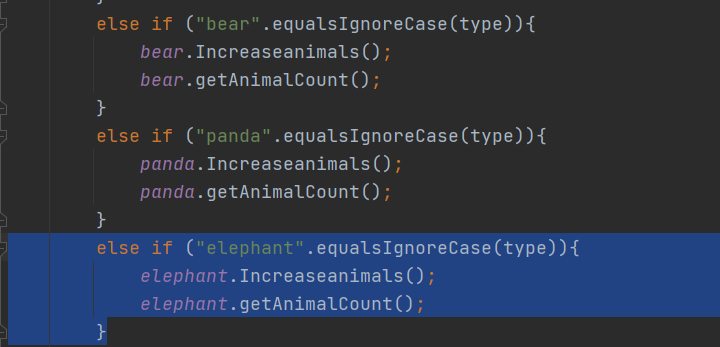 }
else if ("bear".equalsIgnoreCase(type)){
bear.Increaseanimals();
bear.getAnimalCount();
}
else if ("panda".equalsIgnoreCase(type)){
panda.Increaseanimals();
panda.getAnimalCount();
}
else if ("elephant".equalsIgnoreCase(type)){
elephant.Increaseanimals();
elephant.getAnimalCount();
}